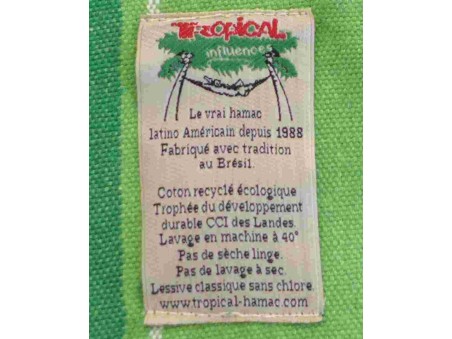 Tropical
influences
Le vrai hamac
latino Américain depuis 1988
Fabriqué avec tradition
au Brésil.
Coton recyclé écologique
Trophée du développement
durable CCI des Landes.
Lavage en machine à 40°
Pas de sèche linge.
Pas de lavage à sec.
Lessive classique sans chlore.
www.tropical-hamac.com